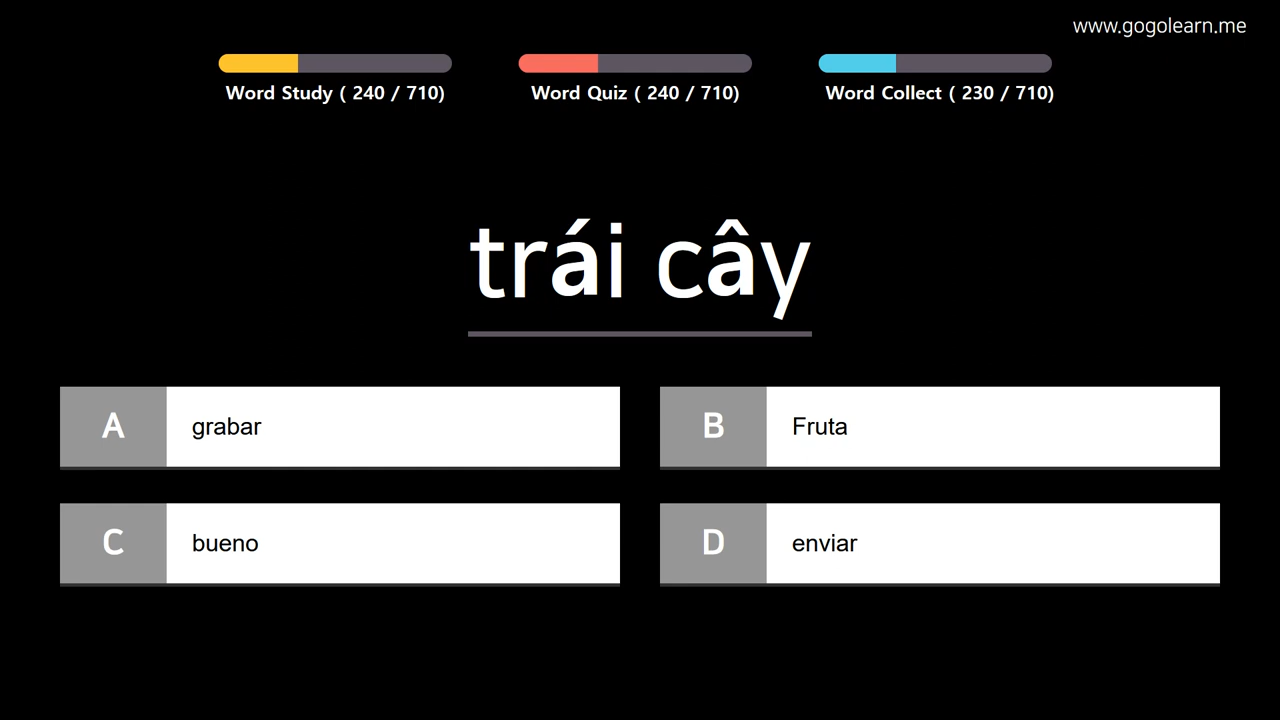 www.gogolearn.me
Word Study ( 240 / 710)
Word Quiz ( 240 / 710)
Word Collect ( 230 / 710)
trái cây
A grabar
B Fruta
C bueno
D enviar